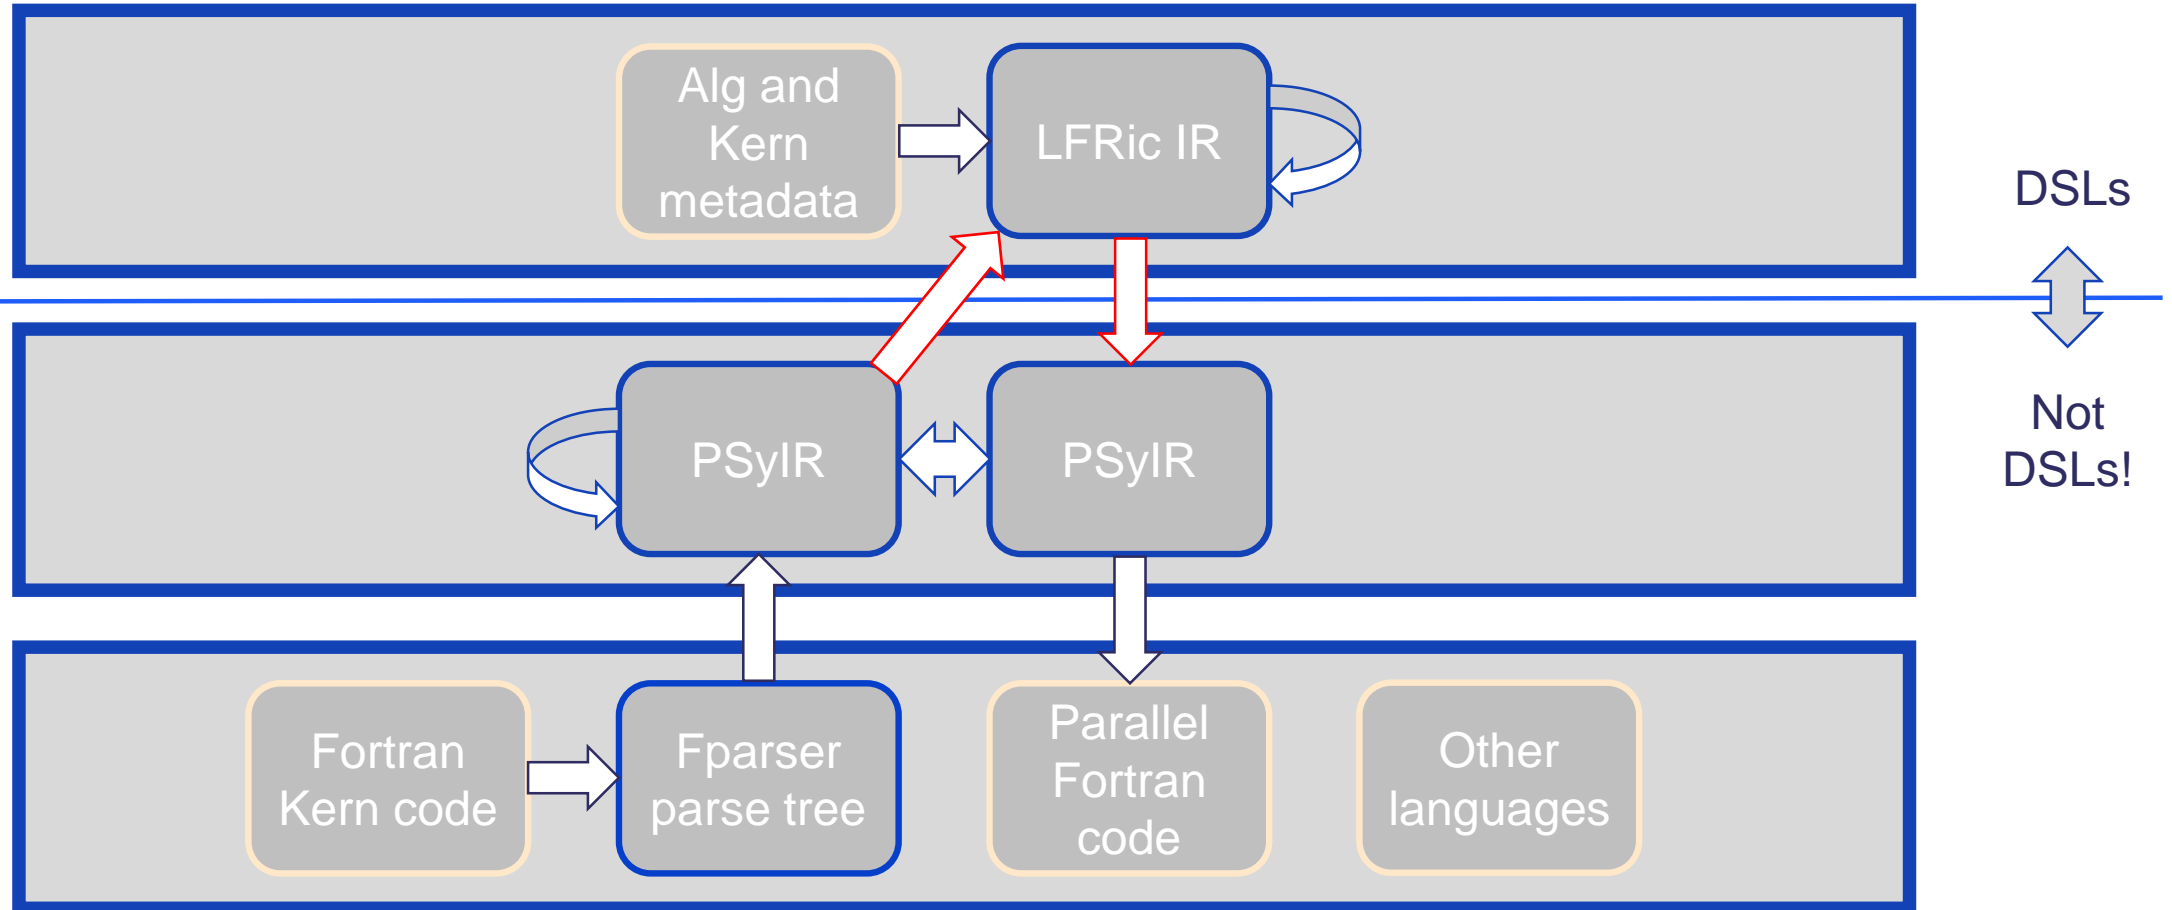 Alg and
Kern
metadata
LFRic IR
DSLs
Not
DSLs!
PSyIR
PSyIR
Fortran
Kern code
Fparser
parse tree
Parallel
Fortran
code
Other
languages